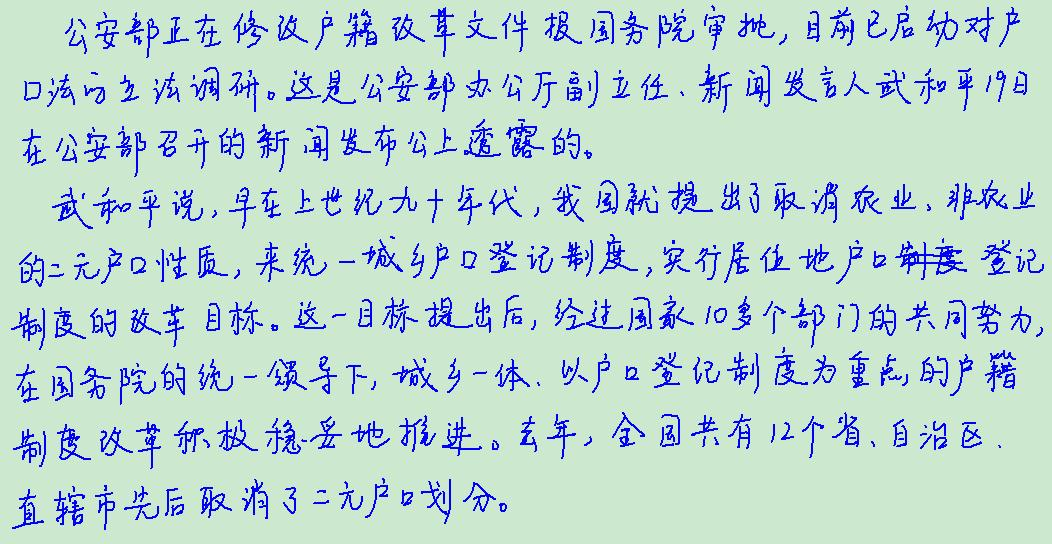 公安部正在修改户籍改革文件报国务院审批,目前已启动对户
口法的立法调研。这是公安部办公厅副主任、新闻发言人武和平19日
在公安部召开的新闻发布公上透露的。
武和平说,早在上世纪九十年代,我国就提出了取消农业、非农业
的二元户口性质,来统一城乡户口登记制度,实行居住地户口登记
制度的改革目标。这一目标提出后,经过国家10多个部门的共同努力,
在国务院的统一领导下,城乡一体、以户口登记制度为重点的户籍
制度改革积极稳妥地推进。去年,全国共有12个省、自治区、
直辖市先后取消了二元户口划分。